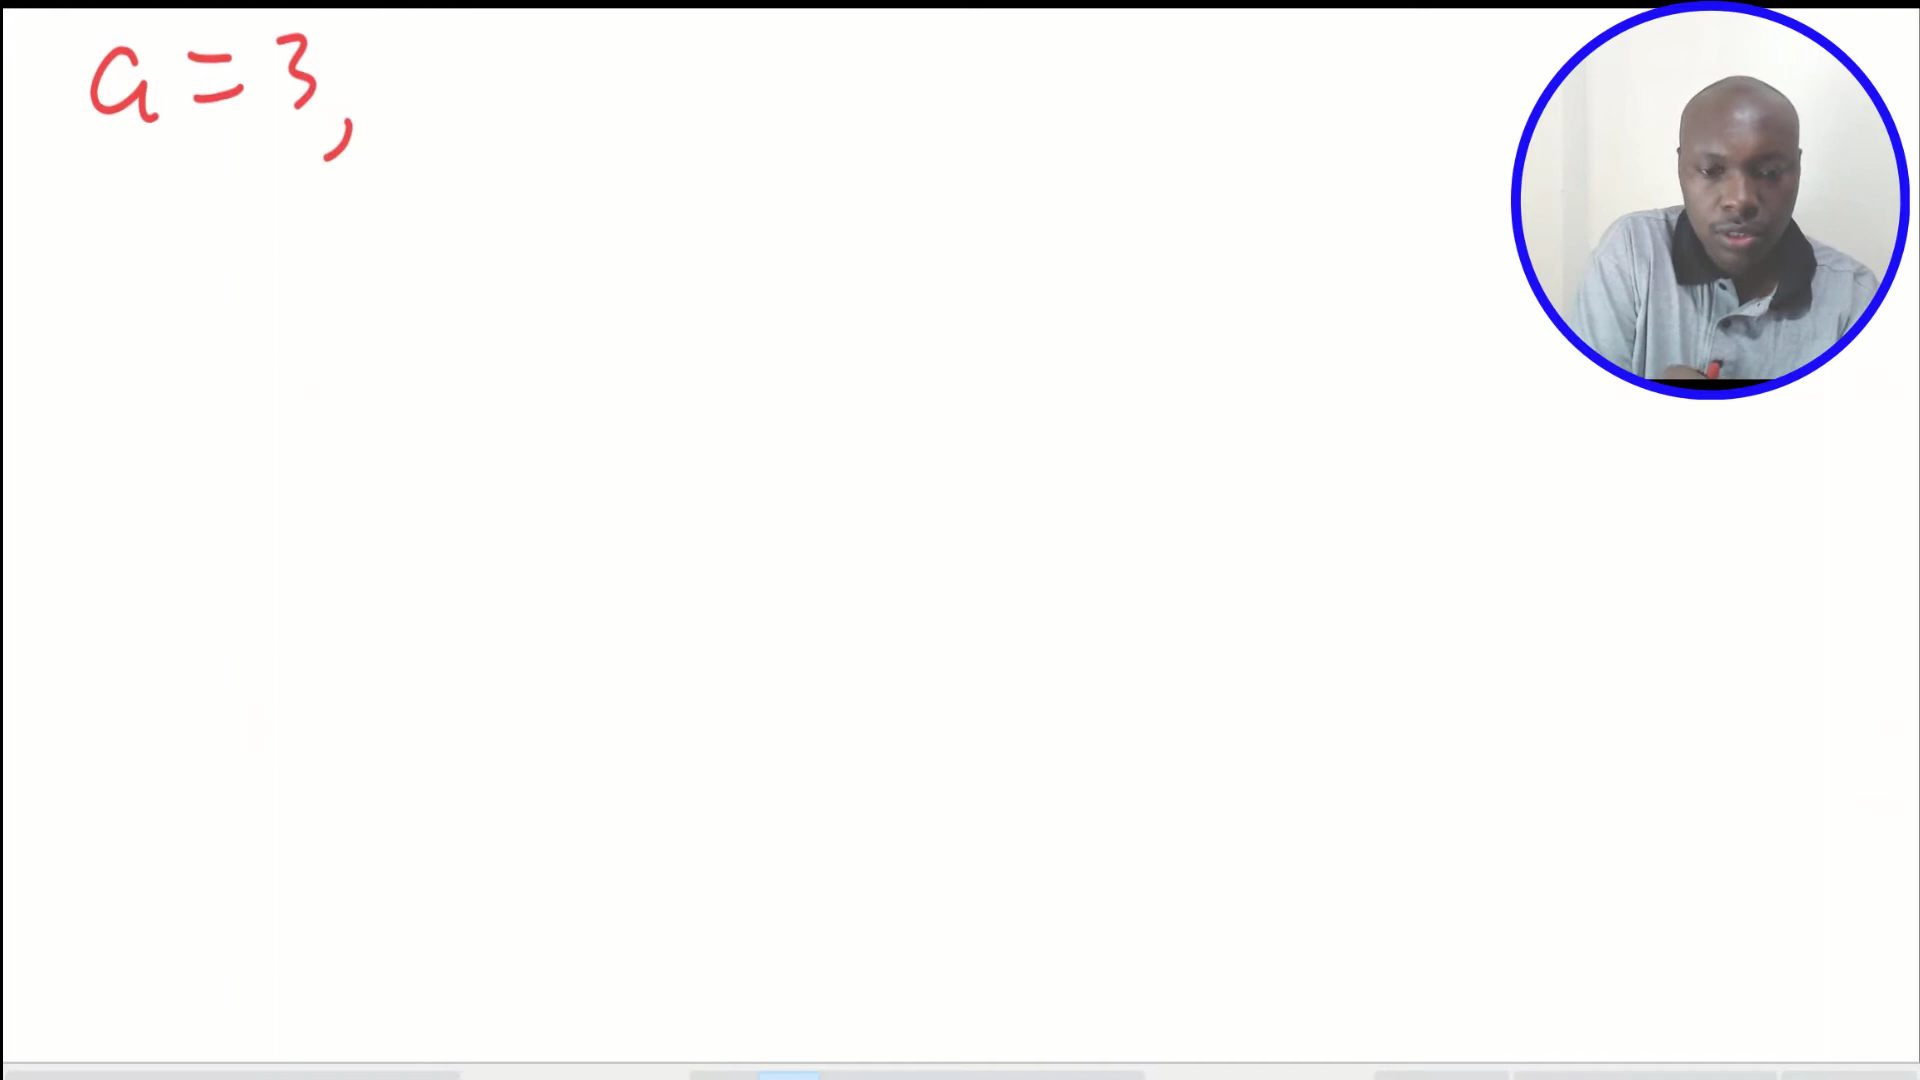 a = 3,